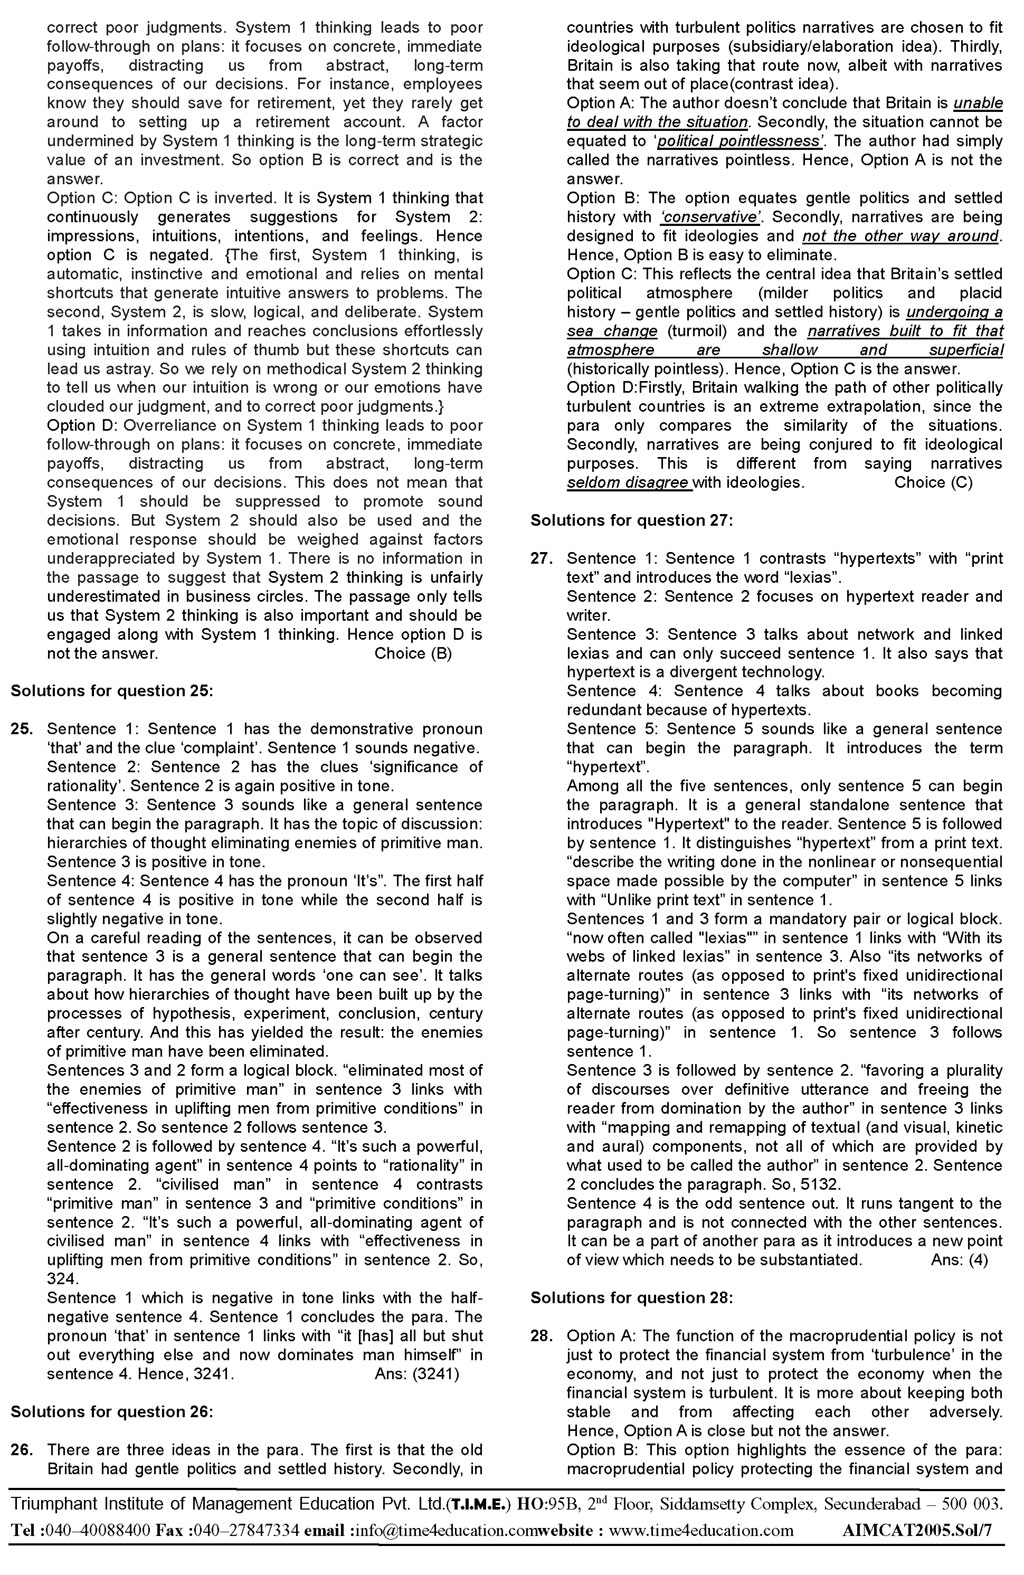 correct poor judgments. System 1 thinking leads to poor
follow-through on plans: it focuses on concrete, immediate
payoffs, distracting us from abstract, long-term
consequences of our decisions. For instance, employees
know they should save for retirement, yet they rarely get
around to setting up a retirement account. A factor
undermined by System 1 thinking is the long-term strategic
value of an investment. So option B is correct and is the
answer.
Option C: Option C is inverted. It is System 1 thinking that
continuously generates suggestions for System 2:
impressions, intuitions, intentions, and feelings. Hence
option C is negated. {The first, System 1 thinking, is
automatic, instinctive and emotional and relies on mental
shortcuts that generate intuitive answers to problems. The
second, System 2, is slow, logical, and deliberate. System
1 takes in information and reaches conclusions effortlessly
using intuition and rules of thumb but these shortcuts can
lead us astray. So we rely on methodical System 2 thinking
to tell us when our intuition is wrong or our emotions have
clouded our judgment, and to correct poor judgments.}
Option D: Overreliance on System 1 thinking leads to poor
follow-through on plans: it focuses on concrete, immediate
payoffs, distracting us from abstract, long-term
consequences of our decisions. This does not mean that
System 1 should be suppressed to promote sound
decisions. But System 2 should also be used and the
emotional response should be weighed against factors
underappreciated by System 1. There is no information in
the passage to suggest that System 2 thinking is unfairly
underestimated in business circles. The passage only tells
us that System 2 thinking is also important and should be
engaged along with System 1 thinking. Hence option D is
not the answer. Choice (B)
Solutions for question 25:
25. Sentence 1: Sentence 1 has the demonstrative pronoun
‘that’ and the clue ‘complaint’. Sentence 1 sounds negative.
Sentence 2: Sentence 2 has the clues ‘significance of
rationality’. Sentence 2 is again positive in tone.
Sentence 3: Sentence 3 sounds like a general sentence
that can begin the paragraph. It has the topic of discussion:
hierarchies of thought eliminating enemies of primitive man.
Sentence 3 is positive in tone.
Sentence 4: Sentence 4 has the pronoun ‘It’s”. The first half
of sentence 4 is positive in tone while the second half is
slightly negative in tone.
On a careful reading of the sentences, it can be observed
that sentence 3 is a general sentence that can begin the
paragraph. It has the general words ‘one can see’. It talks
about how hierarchies of thought have been built up by the
processes of hypothesis, experiment, conclusion, century
after century. And this has yielded the result: the enemies
of primitive man have been eliminated.
Sentences 3 and 2 form a logical block. “eliminated most of
the enemies of primitive man” in sentence 3 links with
“effectiveness in uplifting men from primitive conditions” in
sentence 2. So sentence 2 follows sentence 3.
Sentence 2 is followed by sentence 4. “It’s such a powerful,
all-dominating agent” in sentence 4 points to “rationality” in
sentence 2. “civilised man” in sentence 4 contrasts
“primitive man” in sentence 3 and “primitive conditions” in
sentence 2. “It’s such a powerful, all-dominating agent of
civilised man” in sentence 4 links with “effectiveness in
uplifting men from primitive conditions” in sentence 2. So,
324.
Sentence 1 which is negative in tone links with the half-
negative sentence 4. Sentence 1 concludes the para. The
pronoun ‘that’ in sentence 1 links with “it [has] all but shut
out everything else and now dominates man himself” in
sentence 4. Hence, 3241. Ans: (3241)
Solutions for question 26:
26. There are three ideas in the para. The first is that the old
Britain had gentle politics and settled history. Secondly, in
countries with turbulent politics narratives are chosen to fit
ideological purposes (subsidiary/elaboration idea). Thirdly,
Britain is also taking that route now, albeit with narratives
that seem out of place(contrast idea).
Option A: The author doesn’t conclude that Britain is unable
to deal with the situation. Secondly, the situation cannot be
equated to ‘political pointlessness’. The author had simply
called the narratives pointless. Hence, Option A is not the
answer.
Option B: The option equates gentle politics and settled
history with ‘conservative’. Secondly, narratives are being
designed to fit ideologies and not the other way around.
Hence, Option B is easy to eliminate.
Option C: This reflects the central idea that Britain’s settled
political atmosphere (milder politics and placid
history – gentle politics and settled history) is undergoing a
sea change (turmoil) and the narratives built to fit that
atmosphere are shallow and superficial
(historically pointless). Hence, Option C is the answer.
Option D:Firstly, Britain walking the path of other politically
turbulent countries is an extreme extrapolation, since the
para only compares the similarity of the situations.
Secondly, narratives are being conjured to fit ideological
purposes. This is different from saying narratives
seldom disagree with ideologies. Choice (C)
Solutions for question 27:
27. Sentence 1: Sentence 1 contrasts “hypertexts” with “print
text” and introduces the word “lexias”.
Sentence 2: Sentence 2 focuses on hypertext reader and
writer.
Sentence 3: Sentence 3 talks about network and linked
lexias and can only succeed sentence 1. It also says that
hypertext is a divergent technology.
Sentence 4: Sentence 4 talks about books becoming
redundant because of hypertexts.
Sentence 5: Sentence 5 sounds like a general sentence
that can begin the paragraph. It introduces the term
“hypertext”.
Among all the five sentences, only sentence 5 can begin
the paragraph. It is a general standalone sentence that
introduces "Hypertext" to the reader. Sentence 5 is followed
by sentence 1. It distinguishes “hypertext” from a print text.
“describe the writing done in the nonlinear or nonsequential
space made possible by the computer” in sentence 5 links
with “Unlike print text” in sentence 1.
Sentences 1 and 3 form a mandatory pair or logical block.
“now often called "lexias"” in sentence 1 links with “With its
webs of linked lexias” in sentence 3. Also “its networks of
alternate routes (as opposed to print's fixed unidirectional
page-turning)” in sentence 3 links with “its networks of
alternate routes (as opposed to print's fixed unidirectional
page-turning)” in sentence 1. So sentence 3 follows
sentence 1.
Sentence 3 is followed by sentence 2. “favoring a plurality
of discourses over definitive utterance and freeing the
reader from domination by the author” in sentence 3 links
with “mapping and remapping of textual (and visual, kinetic
and aural) components, not all of which are provided by
what used to be called the author” in sentence 2. Sentence
2 concludes the paragraph. So, 5132.
Sentence 4 is the odd sentence out. It runs tangent to the
paragraph and is not connected with the other sentences.
It can be a part of another para as it introduces a new point
of view which needs to be substantiated. Ans: (4)
Solutions for question 28:
28. Option A: The function of the macroprudential policy is not
just to protect the financial system from ‘turbulence’ in the
economy, and not just to protect the economy when the
financial system is turbulent. It is more about keeping both
stable and from affecting each other adversely.
Hence, Option A is close but not the answer.
Option B: This option highlights the essence of the para:
macroprudential policy protecting the financial system and
Triumphant Institute of Management Education Pvt. Ltd.(T.I.M.E.) HO:95B, 2nd Floor, Siddamsetty Complex, Secunderabad – 500 003.
Tel :040–40088400 Fax :040–27847334 email :info@time4education.comwebsite : www.time4education.com AIMCAT2005.Sol/7